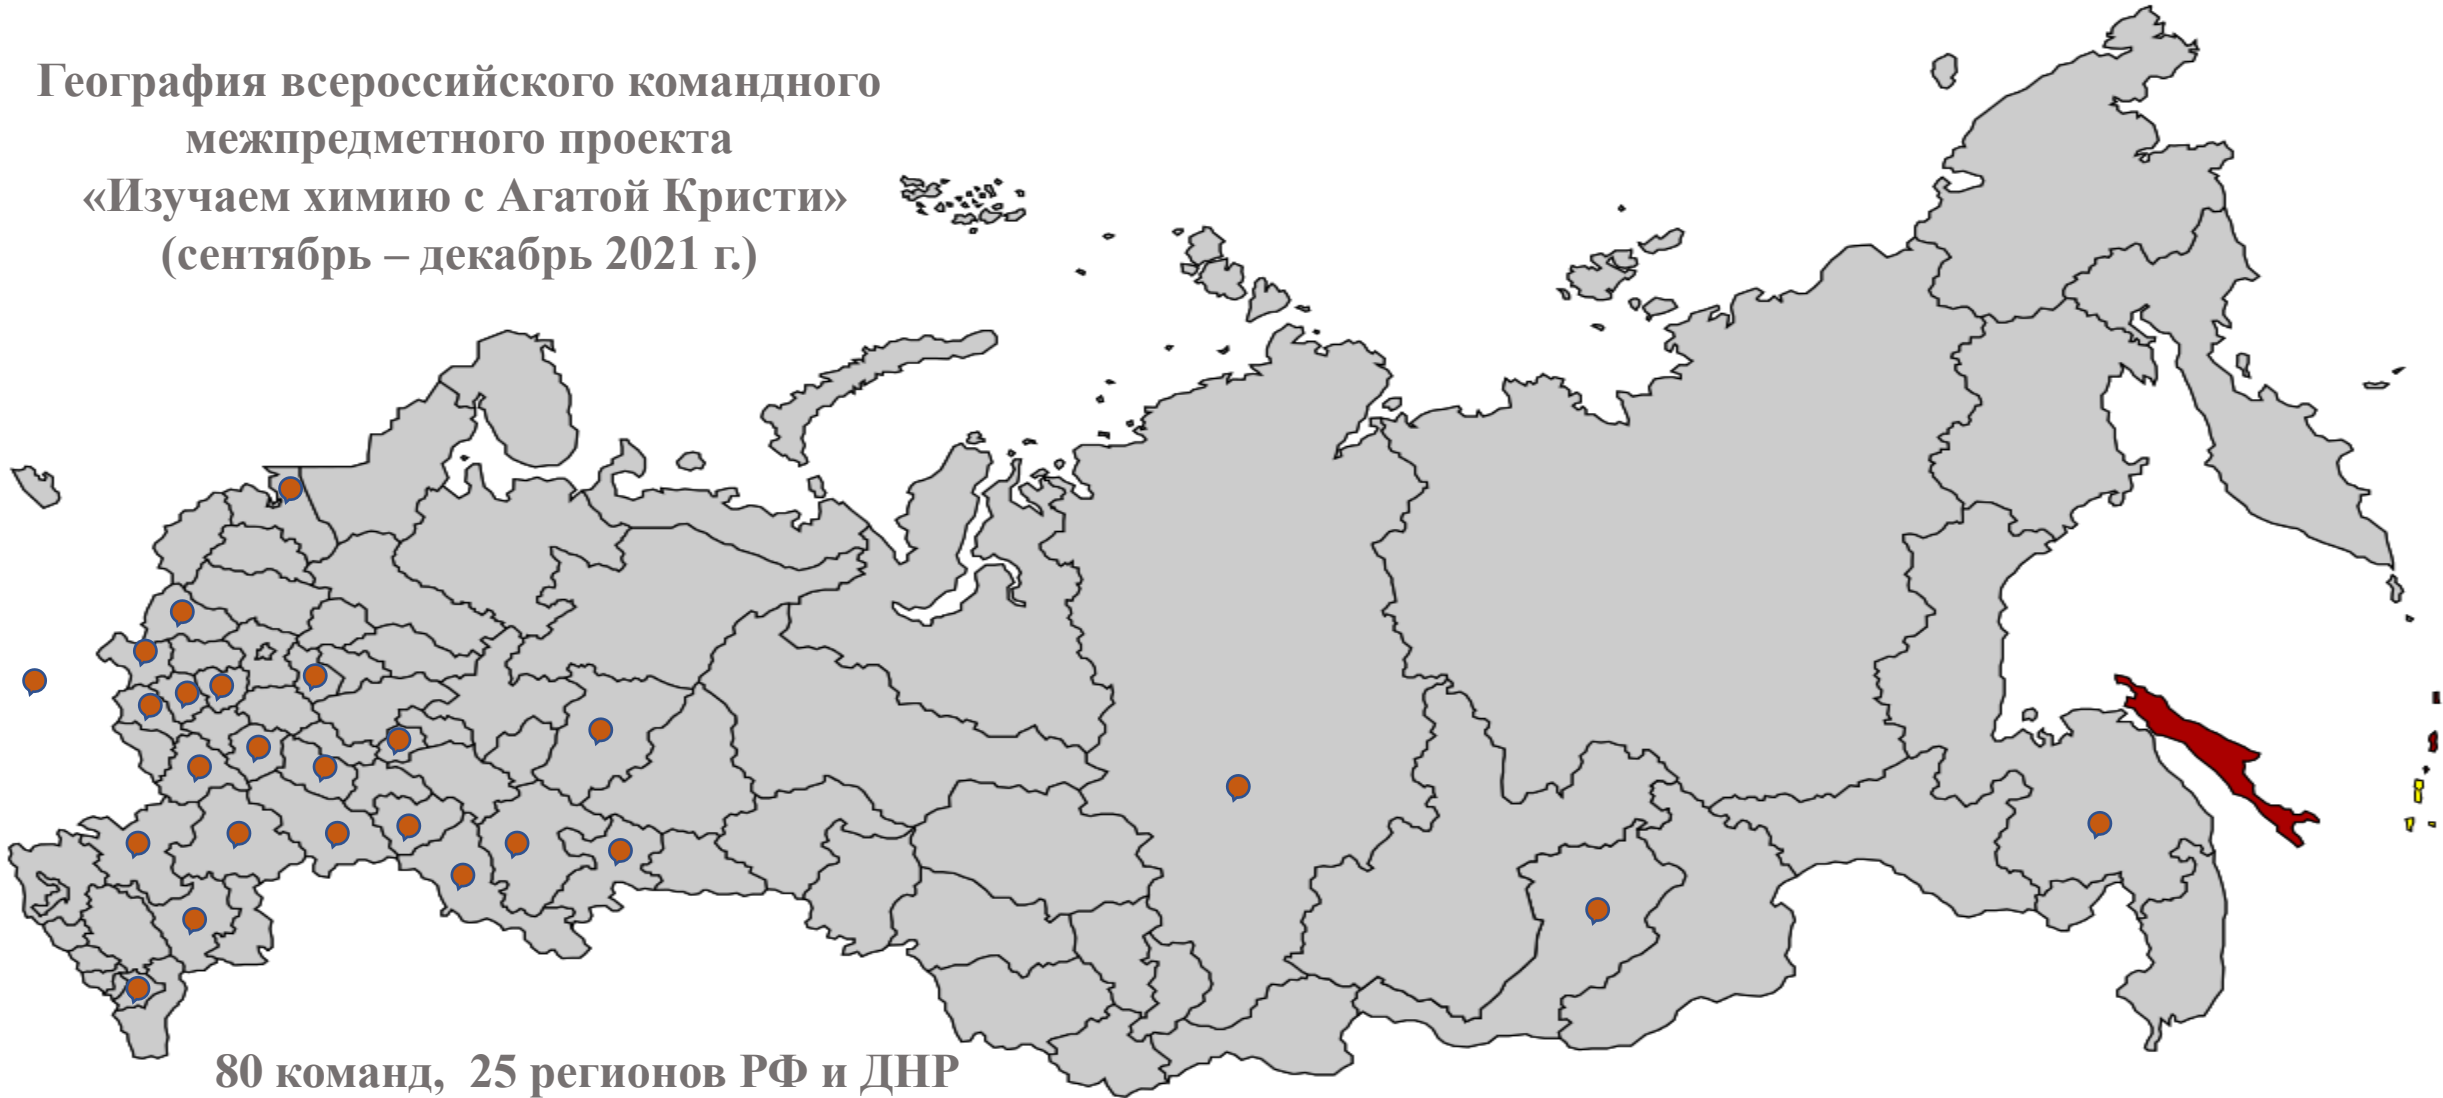 География всероссийского командного
межпредметного проекта
«Изучаем химию с Агатой Кристи»
(сентябрь – декабрь 2021 г.)
80 команд, 25 регионов РФ и ДНР